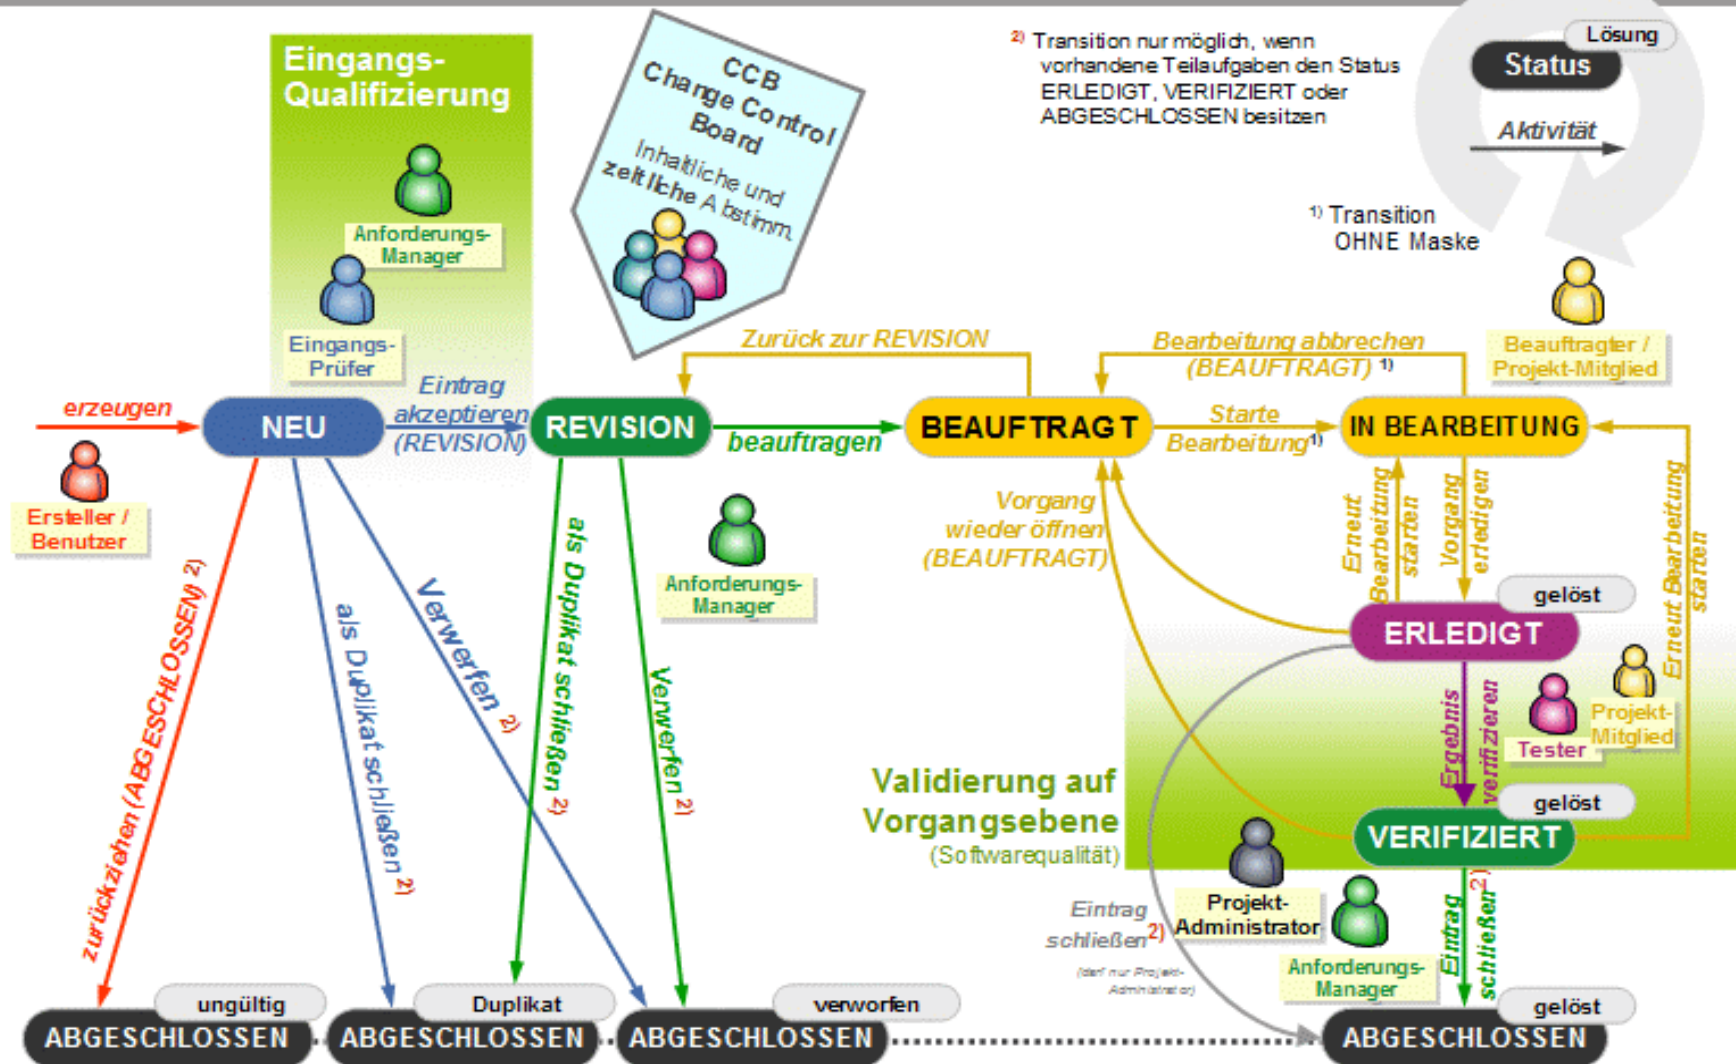 Eingangs-
Qualifizierung
Anforderungs-
Manager
Eingangs-
Prüfer
CCB
Change Control
Board
Inhaltliche und
zeitliche Abstimm.
2) Transition nur möglich, wenn
vorhandene Teilaufgaben den Status
ERLEDIGT, VERIFIZIERT oder
ABGESCHLOSSEN besitzen
Lösung
Status
Aktivität
1) Transition
OHNE Maske
Beauftragter /
Projekt-Mitglied
Zurück zur REVISION
Bearbeitung abbrechen
(BEAUFTRAGT) 1)
erzeugen
NEU
Eintrag
akzeptieren
(REVISION)
REVISION
beauftragen
BEAUFTRAGT
Starte
Bearbeitung1)
IN BEARBEITUNG
Ersteller /
Benutzer
Anforderungs-
Manager
Vorgang
wieder öffnen
(BEAUFTRAGT)
Erneut
Bearbeitung
starten
Vorgang
erledigen
Erneut Bearbeitung
starten
zurückziehen (ABGESCHLOSSEN) 2)
als Duplikat schließen 2)
Verwerfen 2)
als Duplikat schließen 2)
Verwerfen 2)
gelöst
ERLEDIGT
Ergebnis
verifizieren
Tester
Projekt-
Mitglied
Validierung auf
Vorgangsebene
(Softwarequalität)
gelöst
VERIFIZIERT
Projekt-
Administrator
Eintrag
schließen2)
(darf nur Projekt-
Administrator)
Anforderungs-
Manager
Eintrag
schließen 2)
ungültig
ABGESCHLOSSEN
Duplikat
ABGESCHLOSSEN
verworfen
ABGESCHLOSSEN
gelöst
ABGESCHLOSSEN